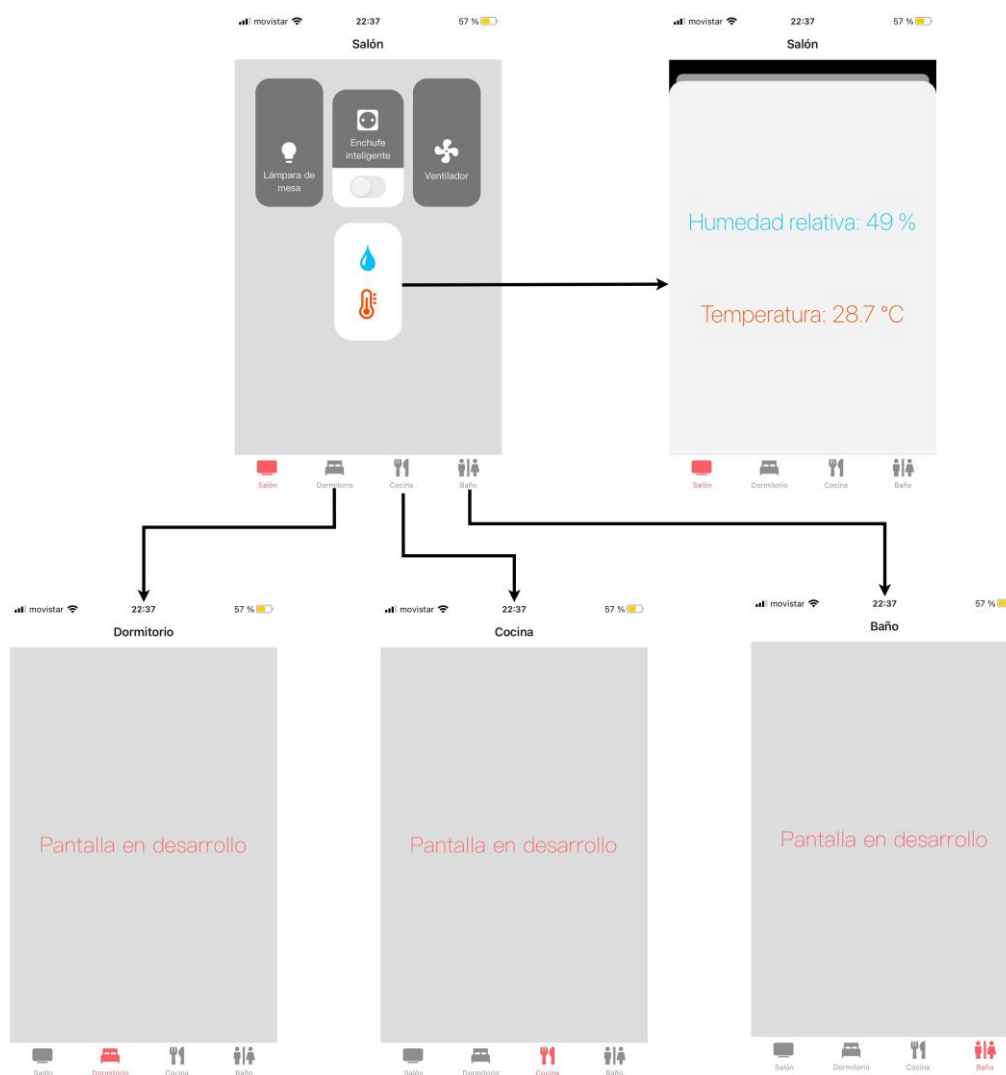 movistar 22:37 57 %
Salón
Enchufe
inteligente
Lámpara de
mesa
Ventilador
Salón Dormitorio Cocina Baño
movistar 22:37 57 %
Salón
Humedad relativa: 49 %
Temperatura: 28.7 °C
Salón Dormitorio Cocina Baño
movistar 22:37 57 %
Dormitorio
Pantalla en desarrollo
Salón Dormitorio Cocina Baño
movistar 22:37 57 %
Cocina
Pantalla en desarrollo
Salón Dormitorio Cocina Baño
movistar 22:37 57 %
Baño
Pantalla en desarrollo
Salón Dormitorio Cocina Baño